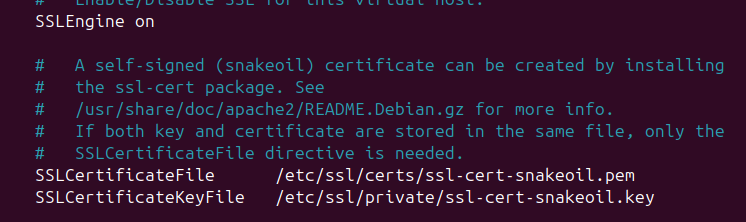 #   Enable/Disable SSL for this virtual host.
SSLEngine on
#   A self-signed (snakeoil) certificate can be created by installing
#   the ssl-cert package. See
#   /usr/share/doc/apache2/README.Debian.gz for more info.
#   If both key and certificate are stored in the same file, only the
#   SSLCertificateFile directive is needed.
SSLCertificateFile      /etc/ssl/certs/ssl-cert-snakeoil.pem
SSLCertificateKeyFile   /etc/ssl/private/ssl-cert-snakeoil.key